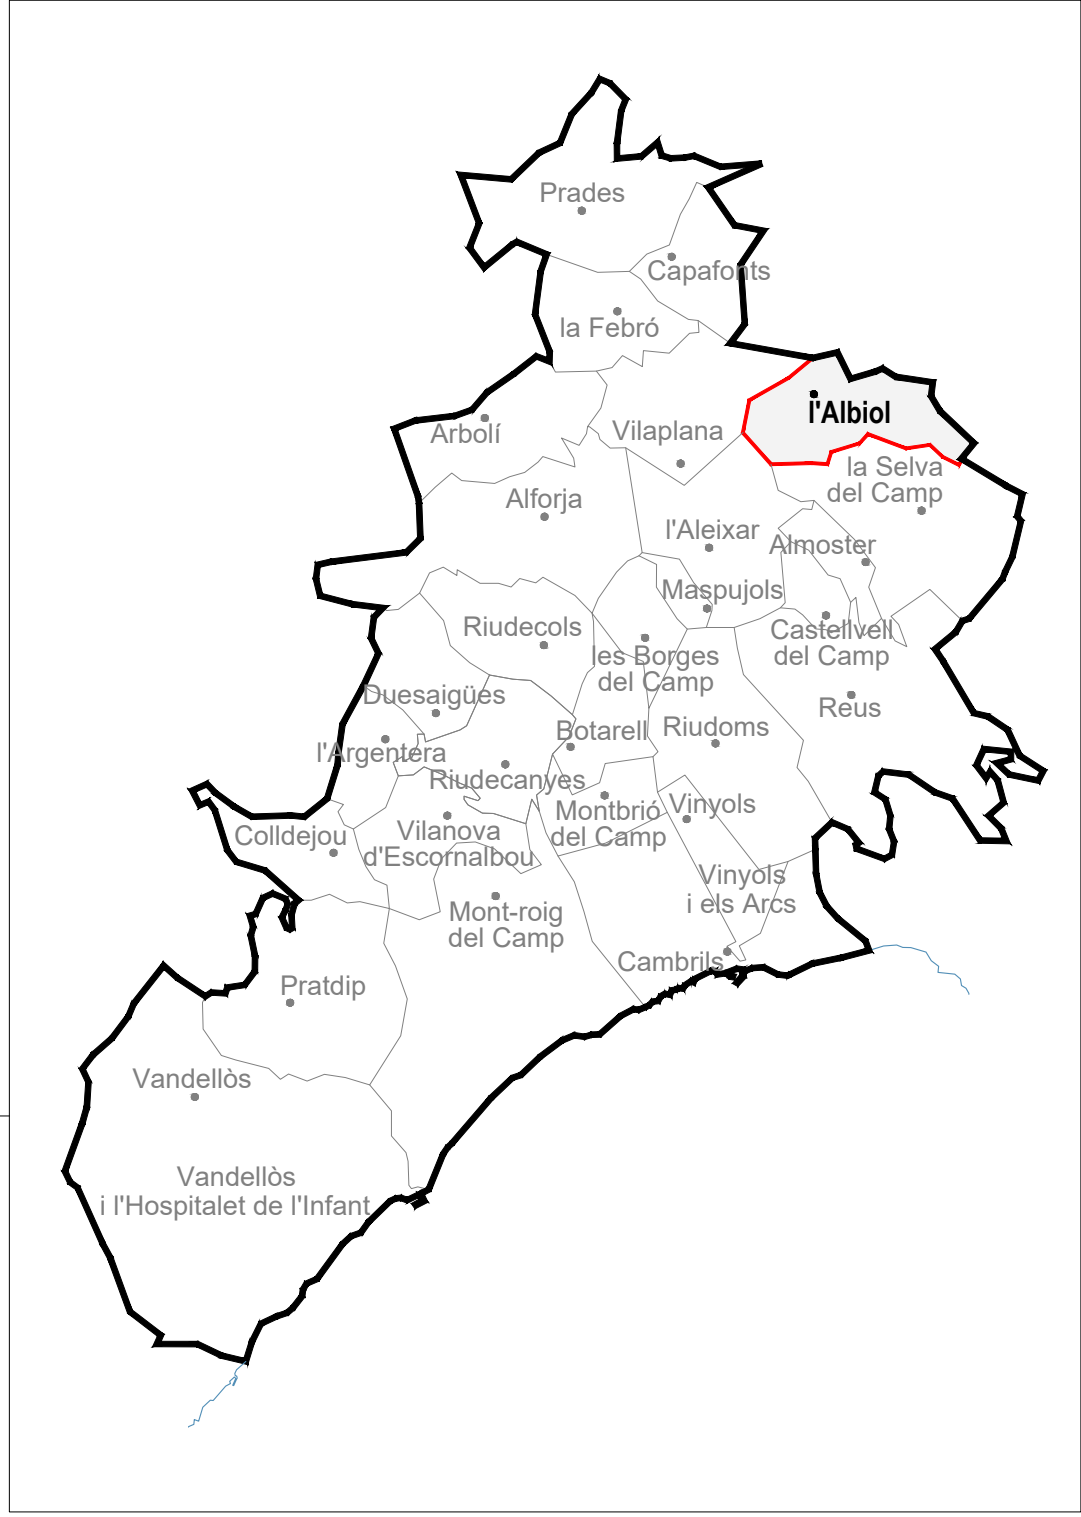 Prades
Capafonts
la Febró
l'Albiol
Arbolí
Vilaplana
la Selva
del Camp
Alforja
l'Aleixar
Almoster
Maspujols
Riudecols
Castellvell
del Camp
les Borges
del Camp
Duesaigües
Reus
Botarell
Riudoms
l'Argentera
Riudecanyes
Montbrió
del Camp
Vinyols
Colldejou
Vilanova
d'Escornalbou
Vinyols
i els Arcs
Mont-roig
del Camp
Cambrils
Pratdip
Vandellòs
Vandellòs
i l'Hospitalet de l'Infant